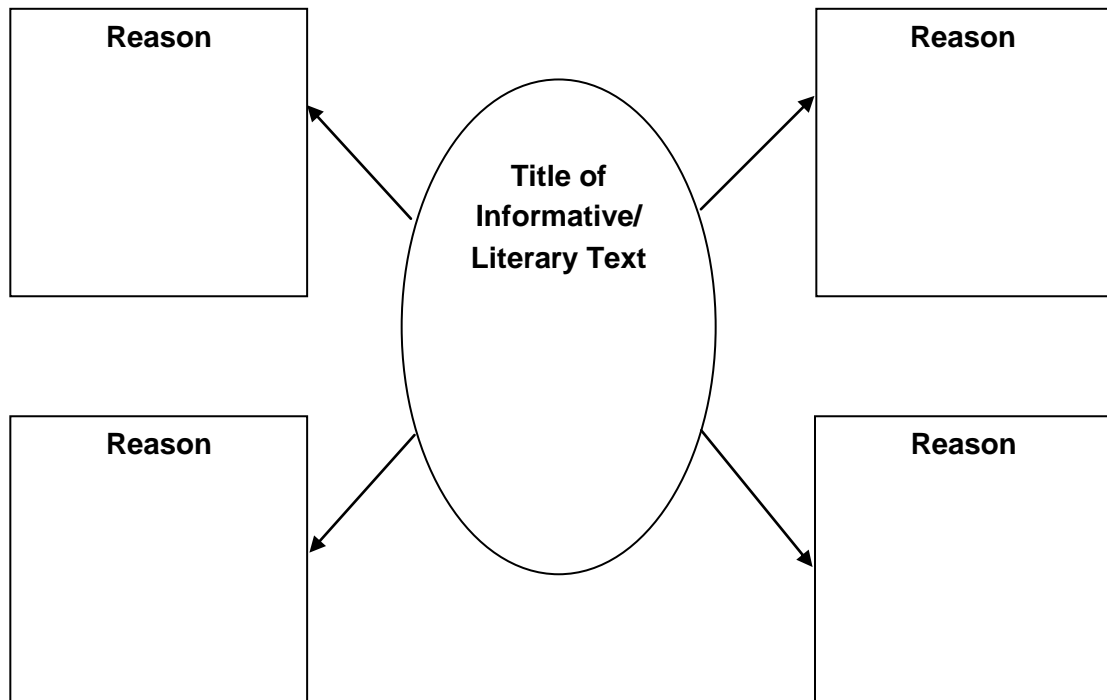 Reason
Reason
Title of
Informative/
Literary Text
Reason
Reason